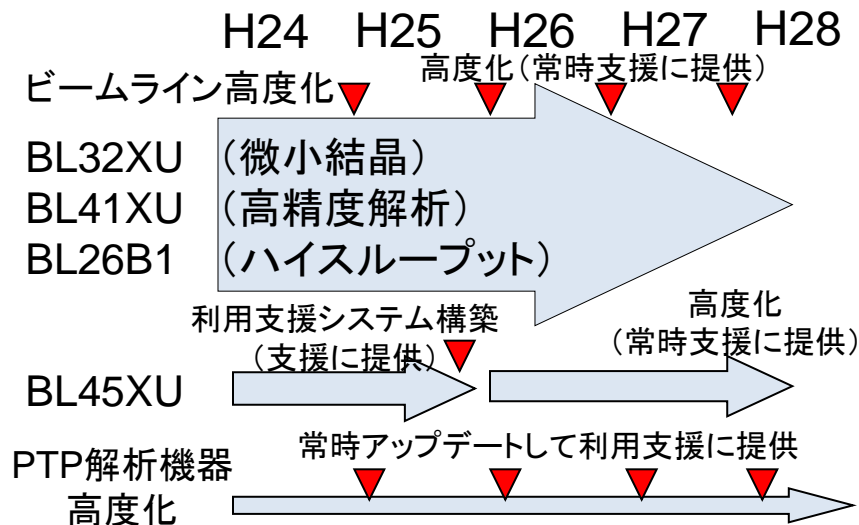 H24 H25 H26 H27 H28
ビームライン高度化
高度化（常時支援に提供）
BL32XU （微小結晶）
BL41XU （高精度解析）
BL26B1 （ハイスループット）
利用支援システム構築
（支援に提供）
高度化
（常時支援に提供）
BL45XU
常時アップデートして利用支援に提供
PTP解析機器
高度化